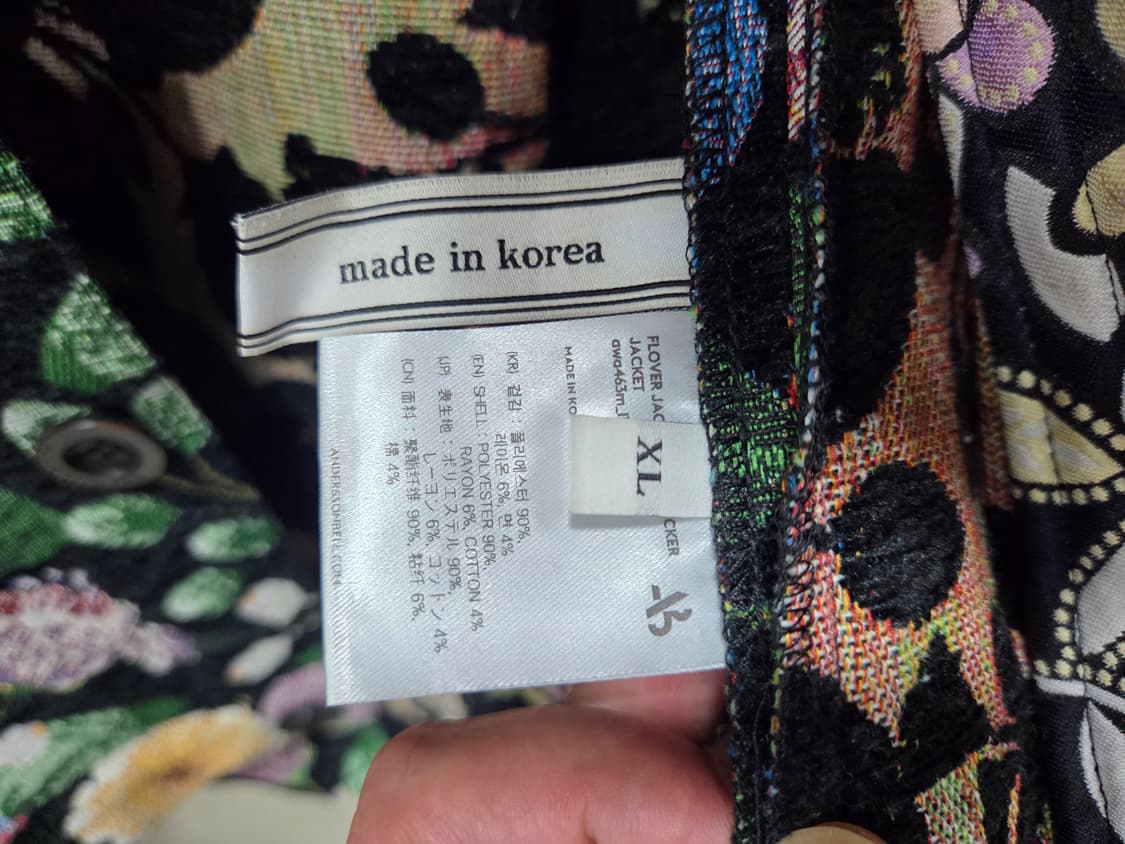 made in korea
FLOVER JAC
JACKET
awa463m_
CKER
XL
MADE IN KO
(KR) 겉감 : 폴리에스터 90%,
레이온 6%, 면 4%
(EN) SHELL : POLYESTER 90%,
RAYON 6%, COTTON 4%
(JP) 表生地 : ポリエステル 90%,
レーヨン 6%, コットン 4%
(CN) 面料 : 聚酯纤维 90%, 粘纤 6%,
棉 4%
ANDERSSONBELL.COM